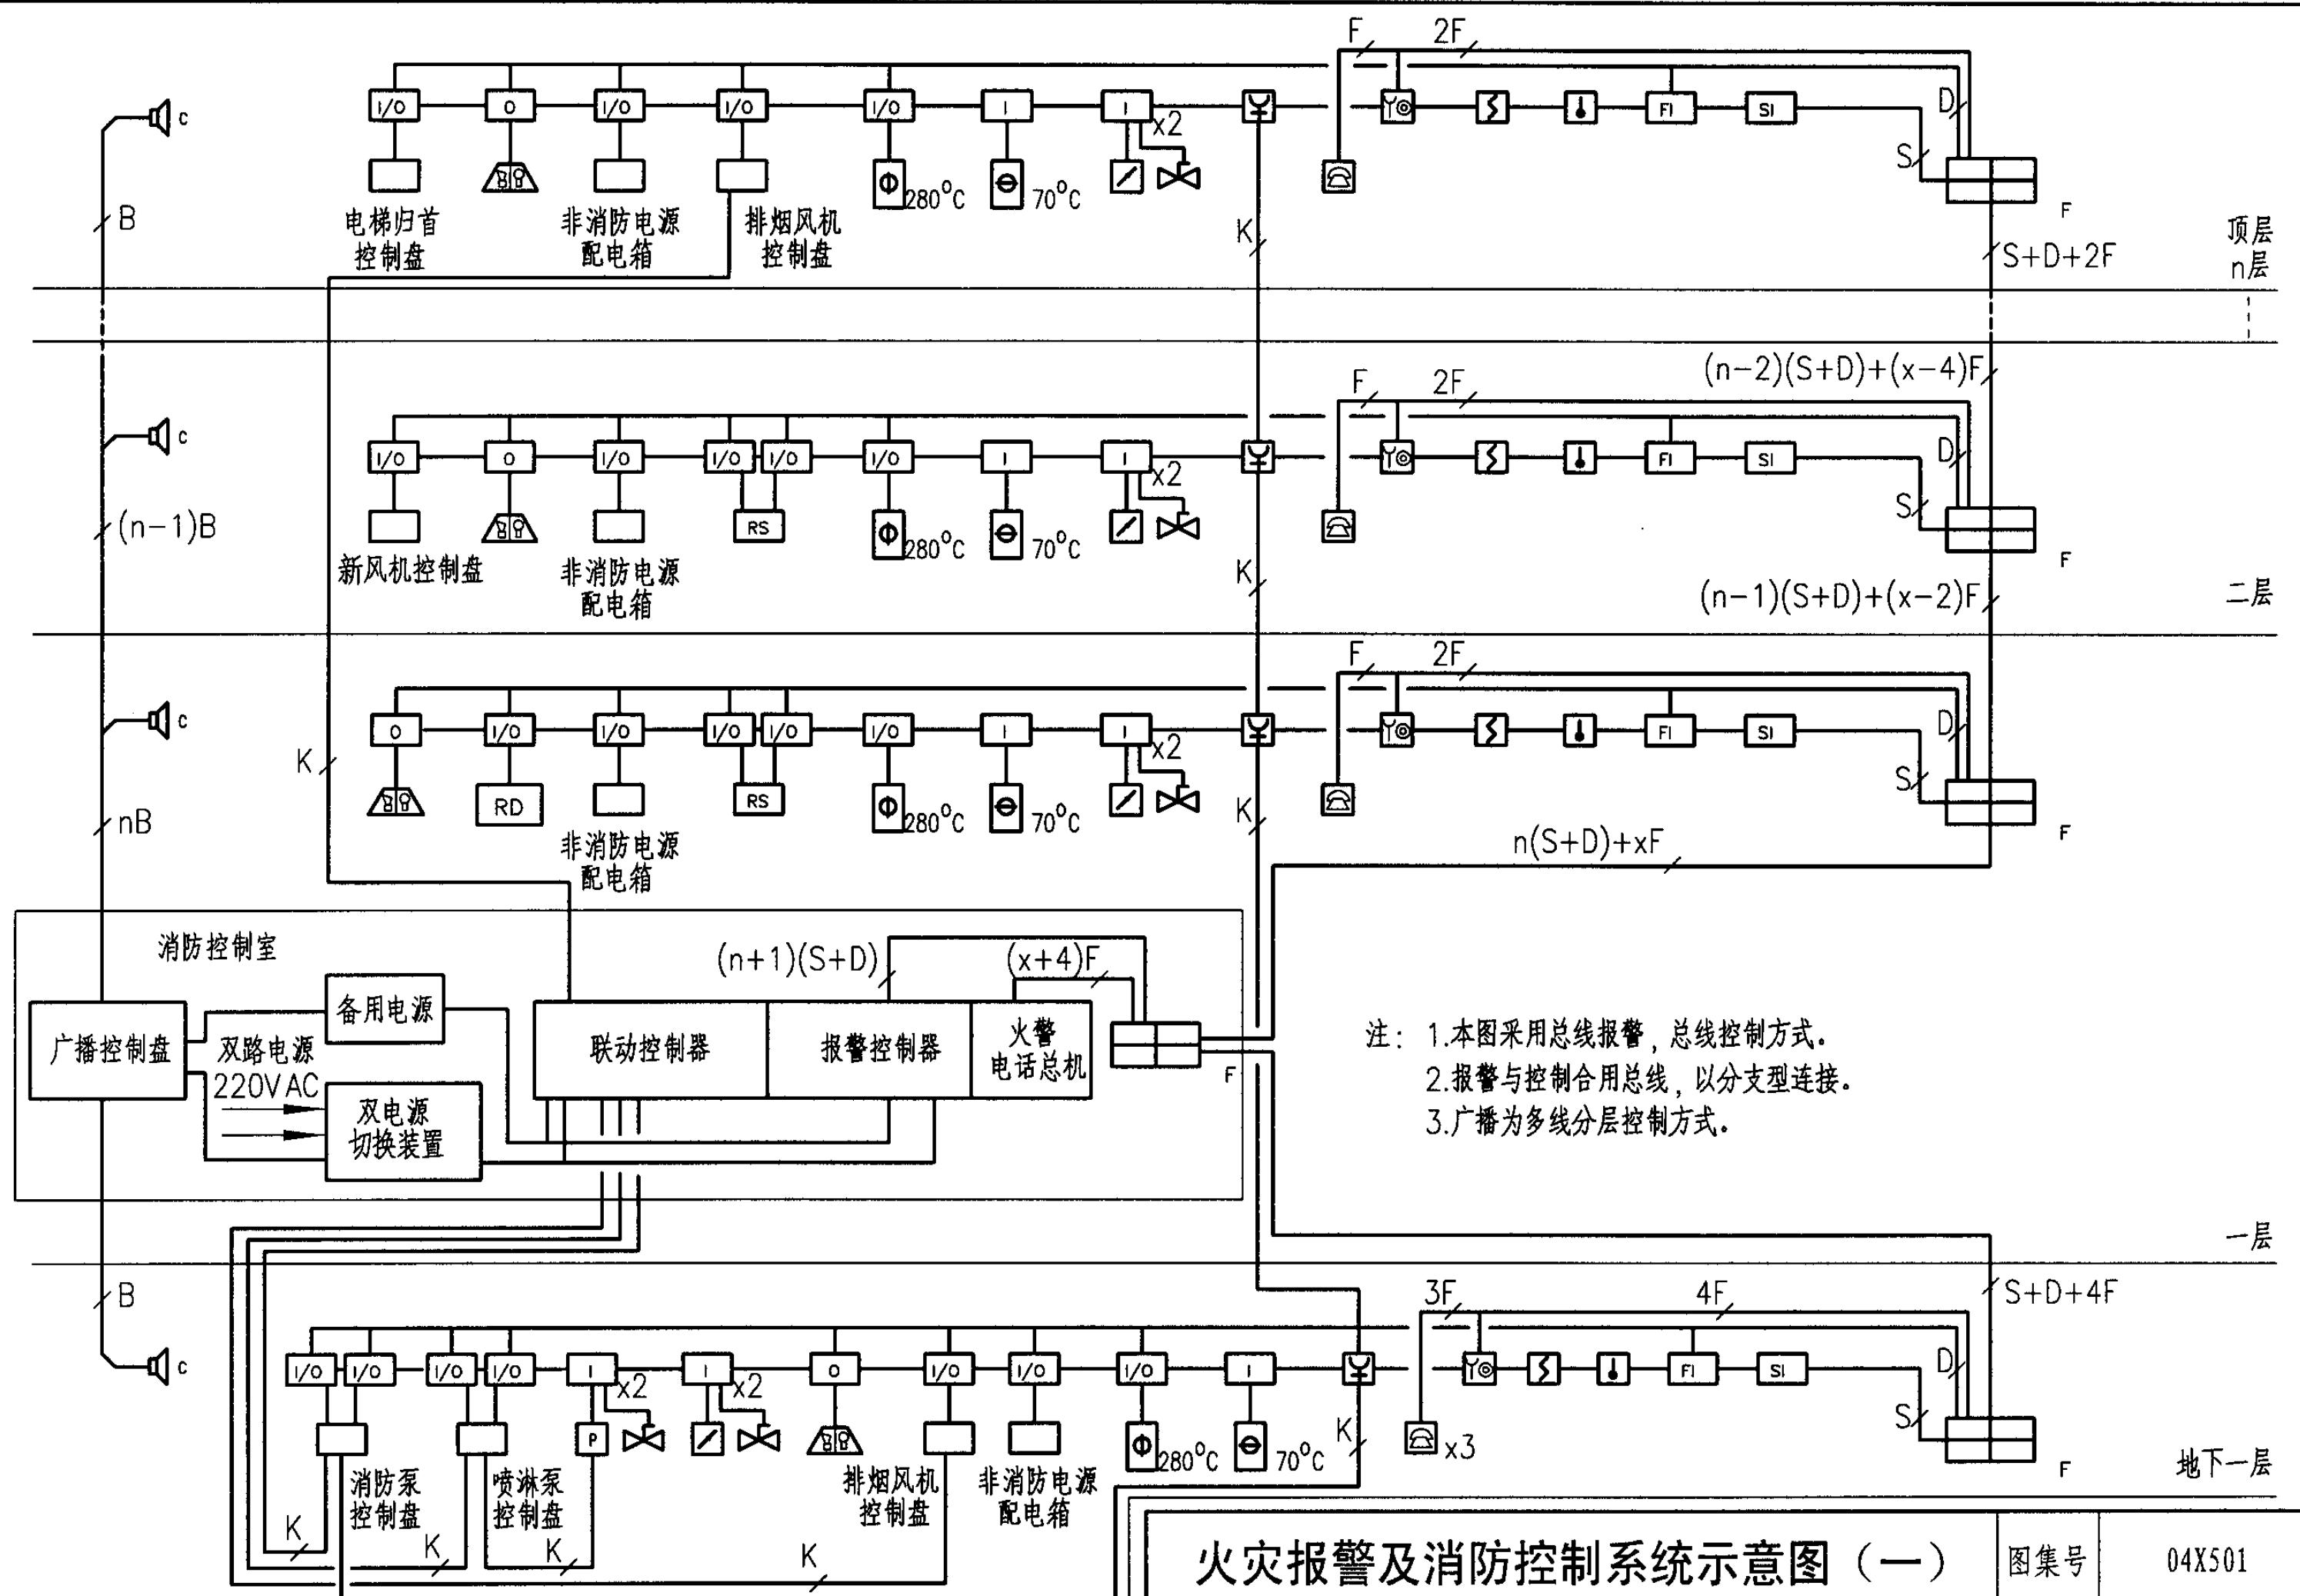 F 2F
I/O O I/O I/O I/O I I x2 FI SI D
c
S
280°C 70°C
B
电梯归首
控制盘
非消防电源
配电箱
排烟风机
控制盘
K
F
S+D+2F
顶层
n层
(n-2)(S+D)+(x-4)F
F 2F
c
I/O O I/O I/O I/O I/O I I x2 FI SI D
S
RS
280°C 70°C
(n-1)B
新风机控制盘
非消防电源
配电箱
K
F
(n-1)(S+D)+(x-2)F
二层
F 2F
c
O I/O I/O I/O I/O I/O I I x2 FI SI D
K
S
RD RS
280°C 70°C
nB
非消防电源
配电箱
K
F
n(S+D)+xF
消防控制室
(n+1)(S+D)
(x+4)F
备用电源
广播控制盘
双路电源
220VAC
双电源
切换装置
联动控制器
报警控制器
火警
电话总机
F
注：1.本图采用总线报警，总线控制方式。
2.报警与控制合用总线，以分支型连接。
3.广播为多线分层控制方式。
一层
B
3F 4F
S+D+4F
c
I/O I/O I/O I/O I x2 I x2 O I/O I/O I/O I FI SI D
S
P
280°C 70°C
K
x3
F
消防泵
控制盘
喷淋泵
控制盘
排烟风机
控制盘
非消防电源
配电箱
地下一层
K K K K
火灾报警及消防控制系统示意图（一）
图集号
04X501